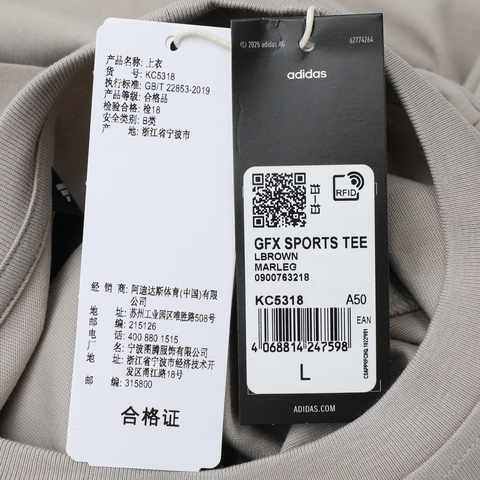 产品名称: 上衣
货 号: KC5318
执行标准: GB/T 22853-2019
产品等级: 合格品
检验合格: 检18
安全类别: B类
产 地: 浙江省宁波市
经 销 商: 阿迪达斯体育(中国)有限
公司
地 址: 苏州工业园区唯胜路508号
邮 编: 215126
电 话: 400 880 1515
厂 家: 宁波图腾服饰有限公司
地 址: 浙江省宁波市经济技术开
发区甬江路18号
邮 编: 315800
合格证
© 2025 adidas AG
62774264
adidas
RFID
GFX SPORTS TEE
LBROWN
MARLEG
0900763218
KC5318 A50
EAN
4 068814 247598
L
ADIDAS.COM